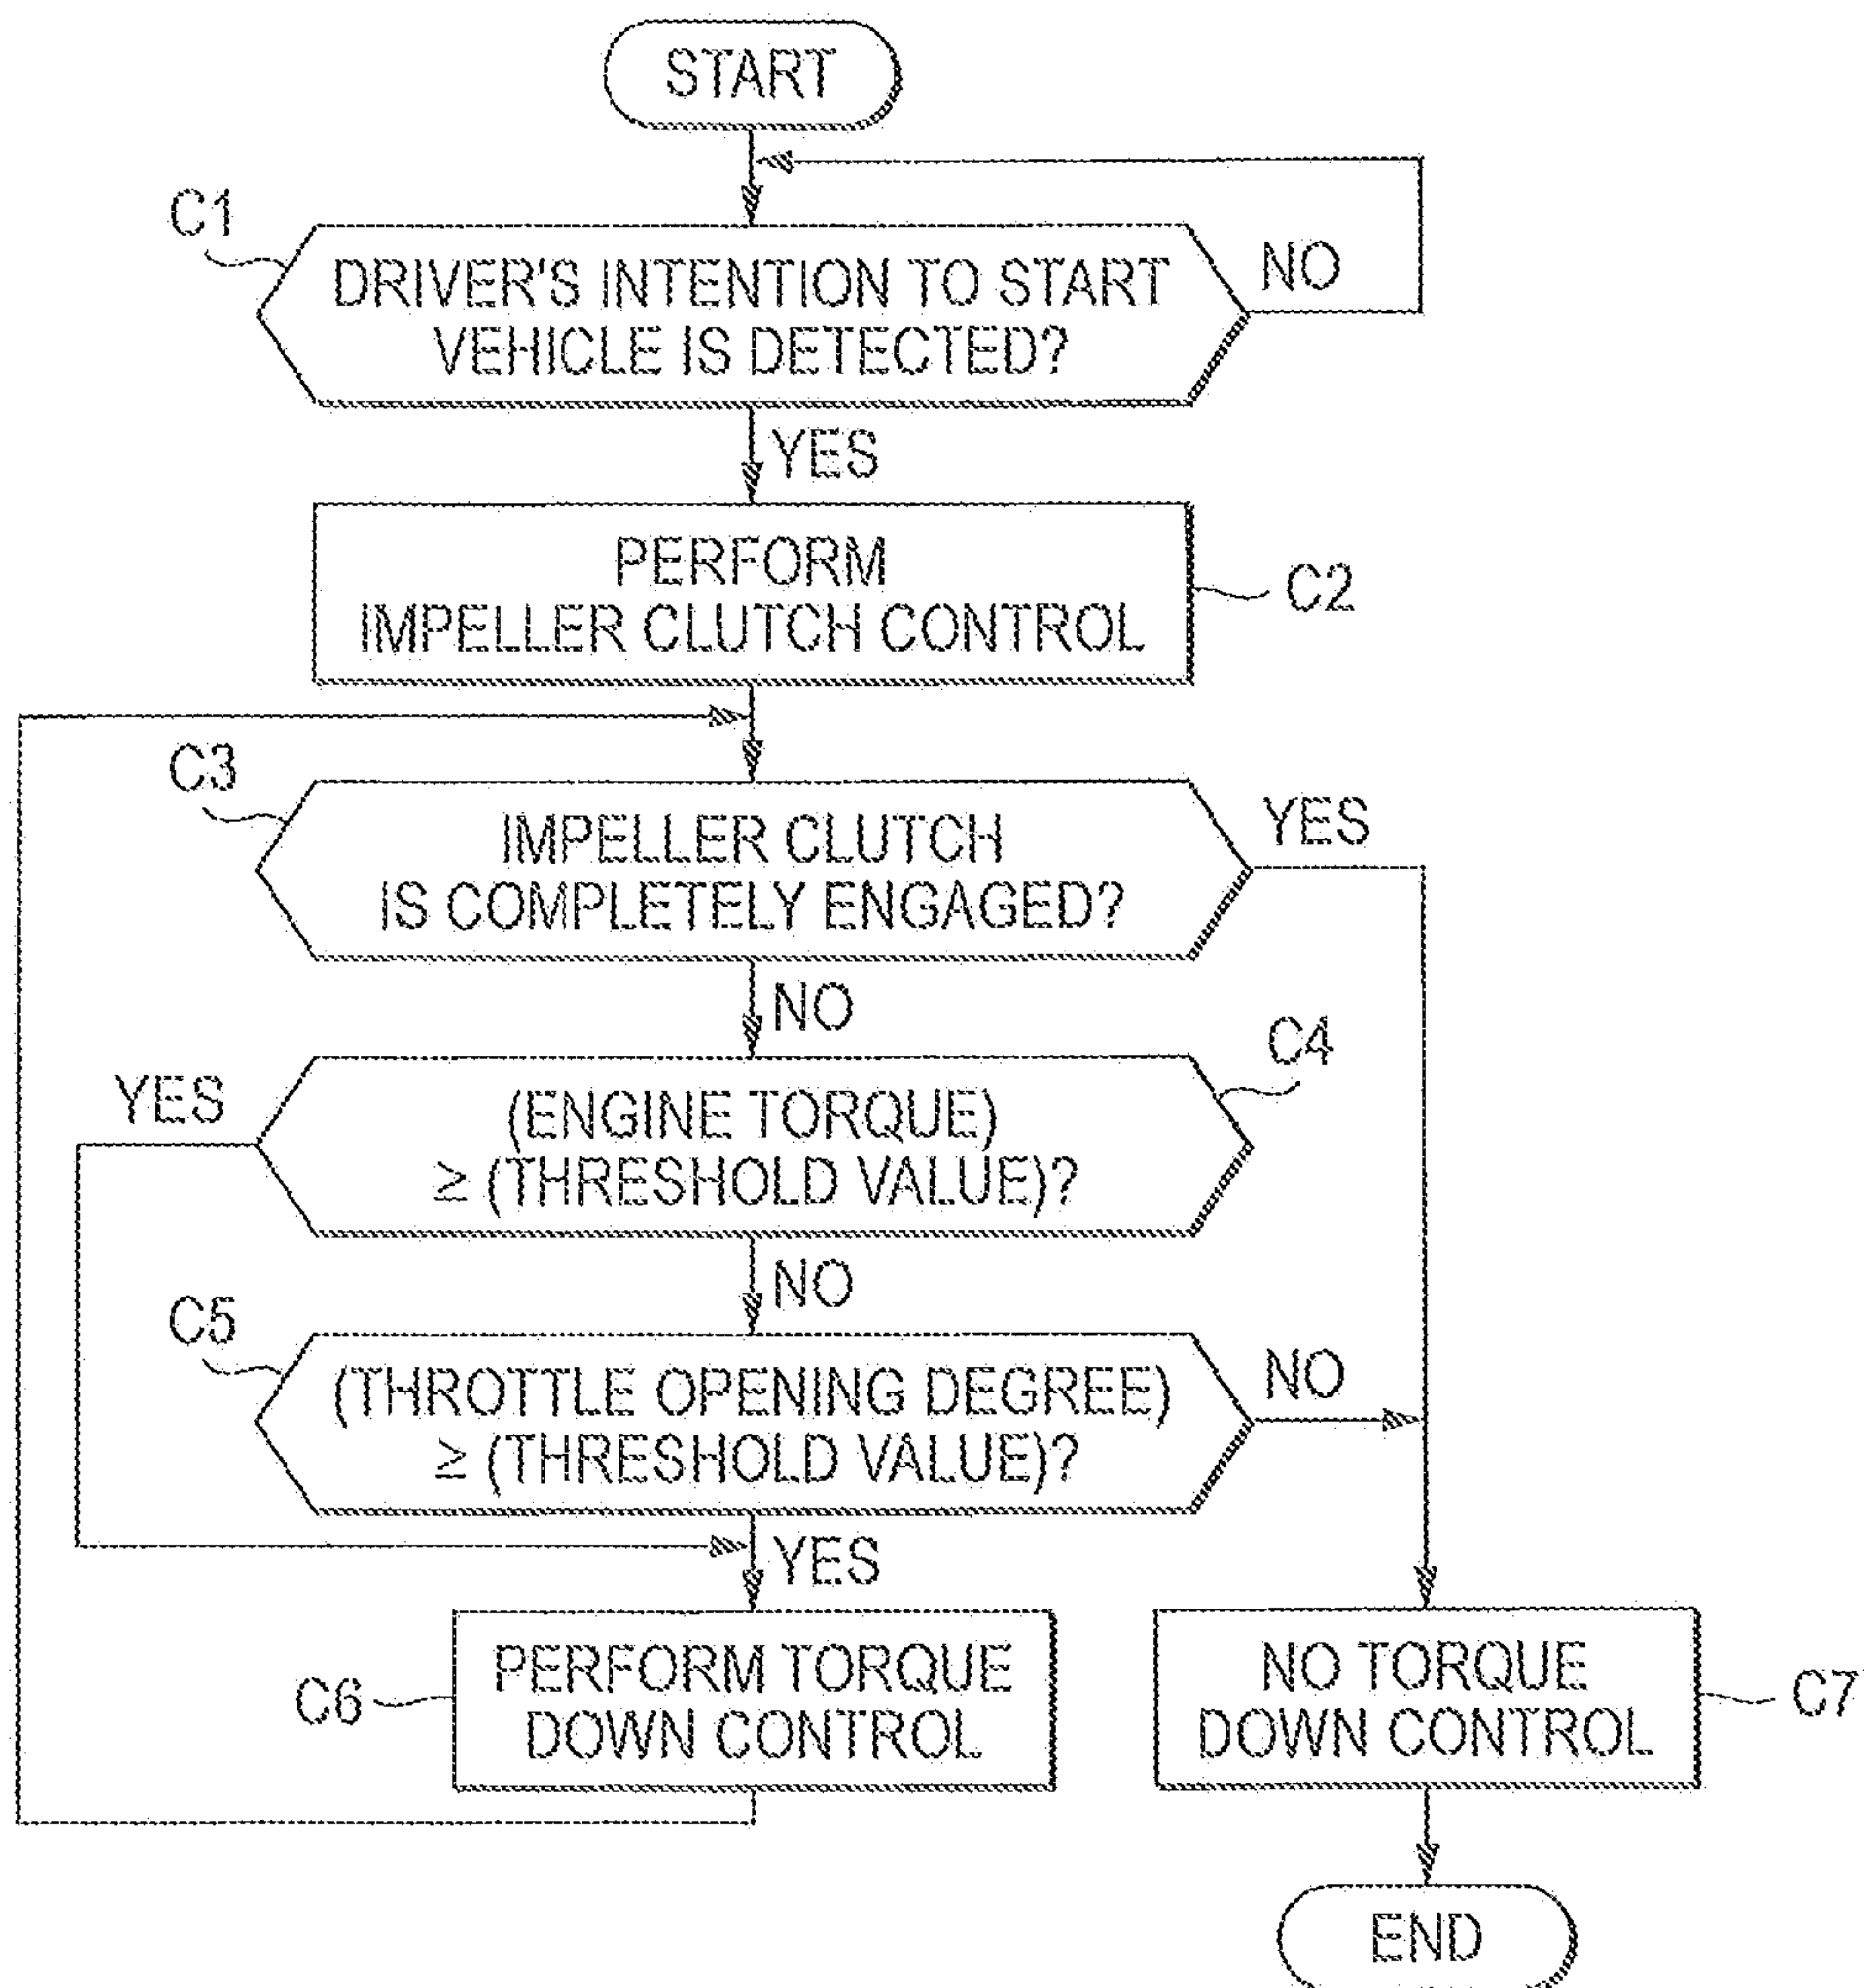 START
C1
DRIVER'S INTENTION TO START
VEHICLE IS DETECTED?
NO
YES
PERFORM
IMPELLER CLUTCH CONTROL
C2
C3
IMPELLER CLUTCH
IS COMPLETELY ENGAGED?
YES
NO
C4
YES
(ENGINE TORQUE)
≥ (THRESHOLD VALUE)?
NO
C5
(THROTTLE OPENING DEGREE)
≥ (THRESHOLD VALUE)?
NO
YES
C6
PERFORM TORQUE
DOWN CONTROL
NO TORQUE
DOWN CONTROL
C7
END